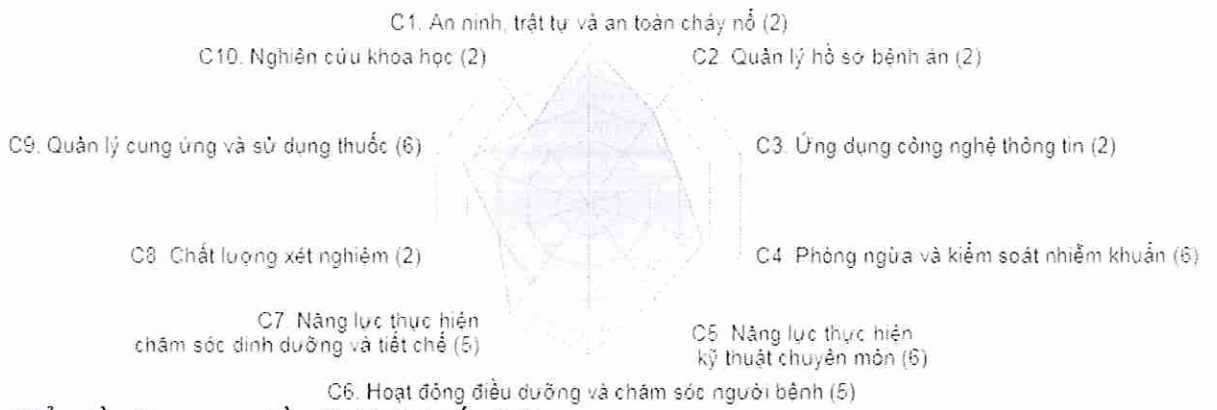 C1. An ninh, trật tự và an toàn cháy nổ (2)
C10. Nghiên cứu khoa học (2)
C2. Quản lý hồ sơ bệnh án (2)
C9. Quản lý cung ứng và sử dụng thuốc (6)
C3. Ứng dụng công nghệ thông tin (2)
C8. Chất lượng xét nghiệm (2)
C4. Phòng ngừa và kiểm soát nhiễm khuẩn (6)
C7. Năng lực thực hiện
chăm sóc dinh dưỡng và tiết chế (5)
C5. Năng lực thực hiện
kỹ thuật chuyên môn (6)
C6. Hoạt động điều dưỡng và chăm sóc người bệnh (5)